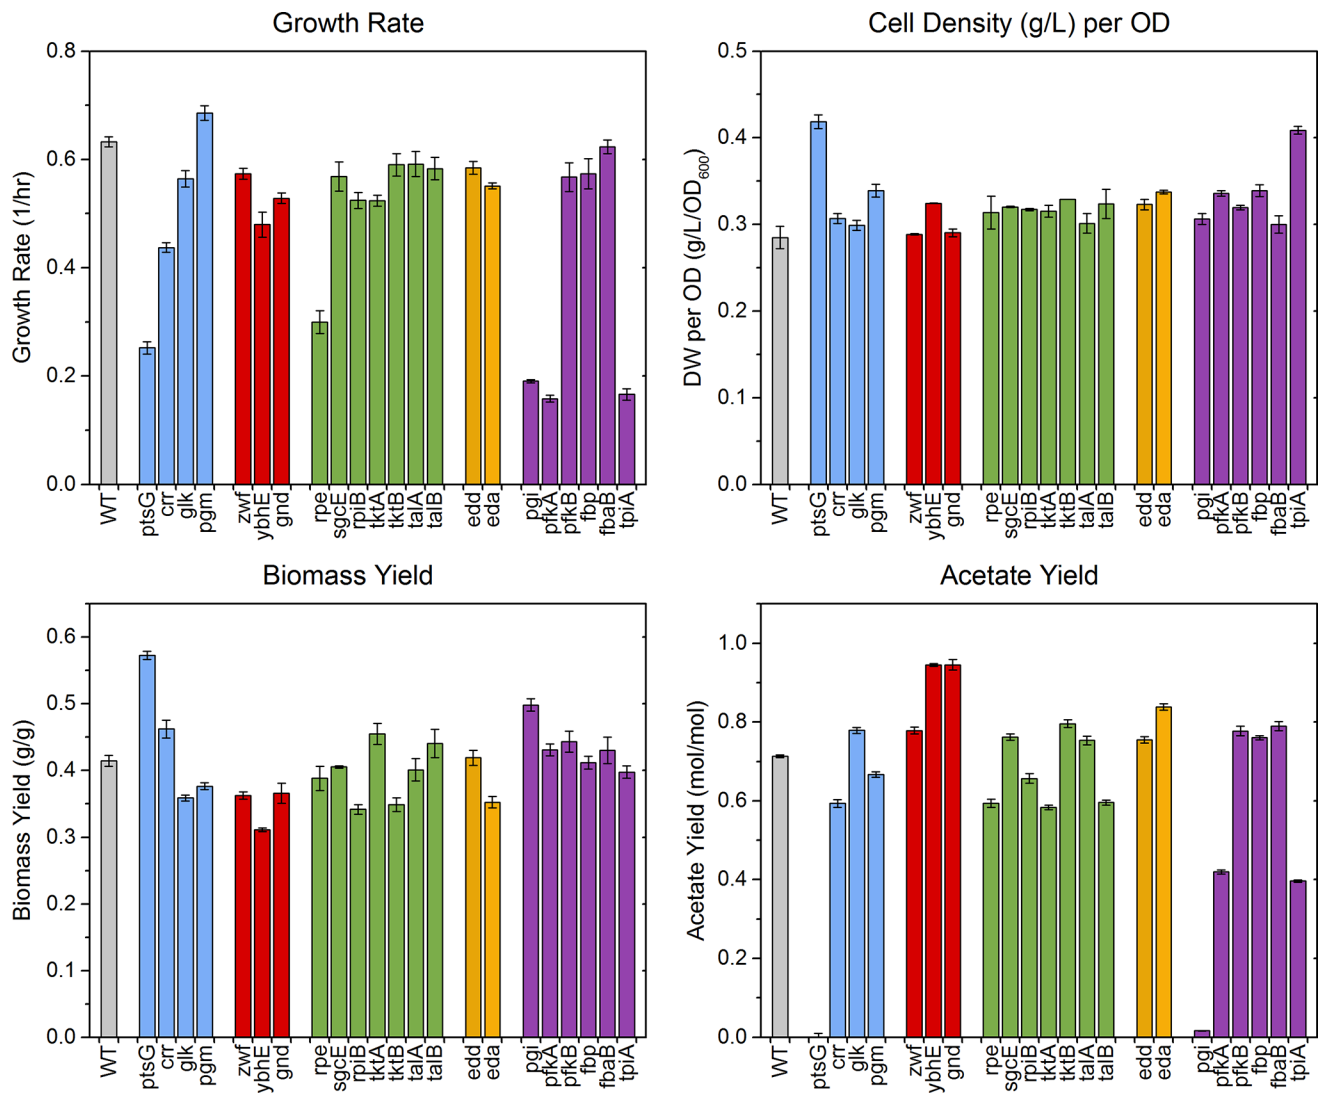 Growth Rate
Growth Rate (1/hr)
0.8
0.6
0.4
0.2
0.0
WT ptsG crr glk pgm zwf ybhE gnd rpe sgcE rpiB tktA tktB talA talB edd eda pgi pfkA pfkB fbp fbaB tpiA
Cell Density (g/L) per OD
DW per OD (g/L/OD600)
0.5
0.4
0.3
0.2
0.1
0.0
WT ptsG crr glk pgm zwf ybhE gnd rpe sgcE rpiB tktA tktB talA talB edd eda pgi pfkA pfkB fbp fbaB tpiA
Biomass Yield
Biomass Yield (g/g)
0.6
0.5
0.4
0.3
0.2
0.1
0.0
WT ptsG crr glk pgm zwf ybhE gnd rpe sgcE rpiB tktA tktB talA talB edd eda pgi pfkA pfkB fbp fbaB tpiA
Acetate Yield
Acetate Yield (mol/mol)
1.0
0.8
0.6
0.4
0.2
0.0
WT ptsG crr glk pgm zwf ybhE gnd rpe sgcE rpiB tktA tktB talA talB edd eda pgi pfkA pfkB fbp fbaB tpiA